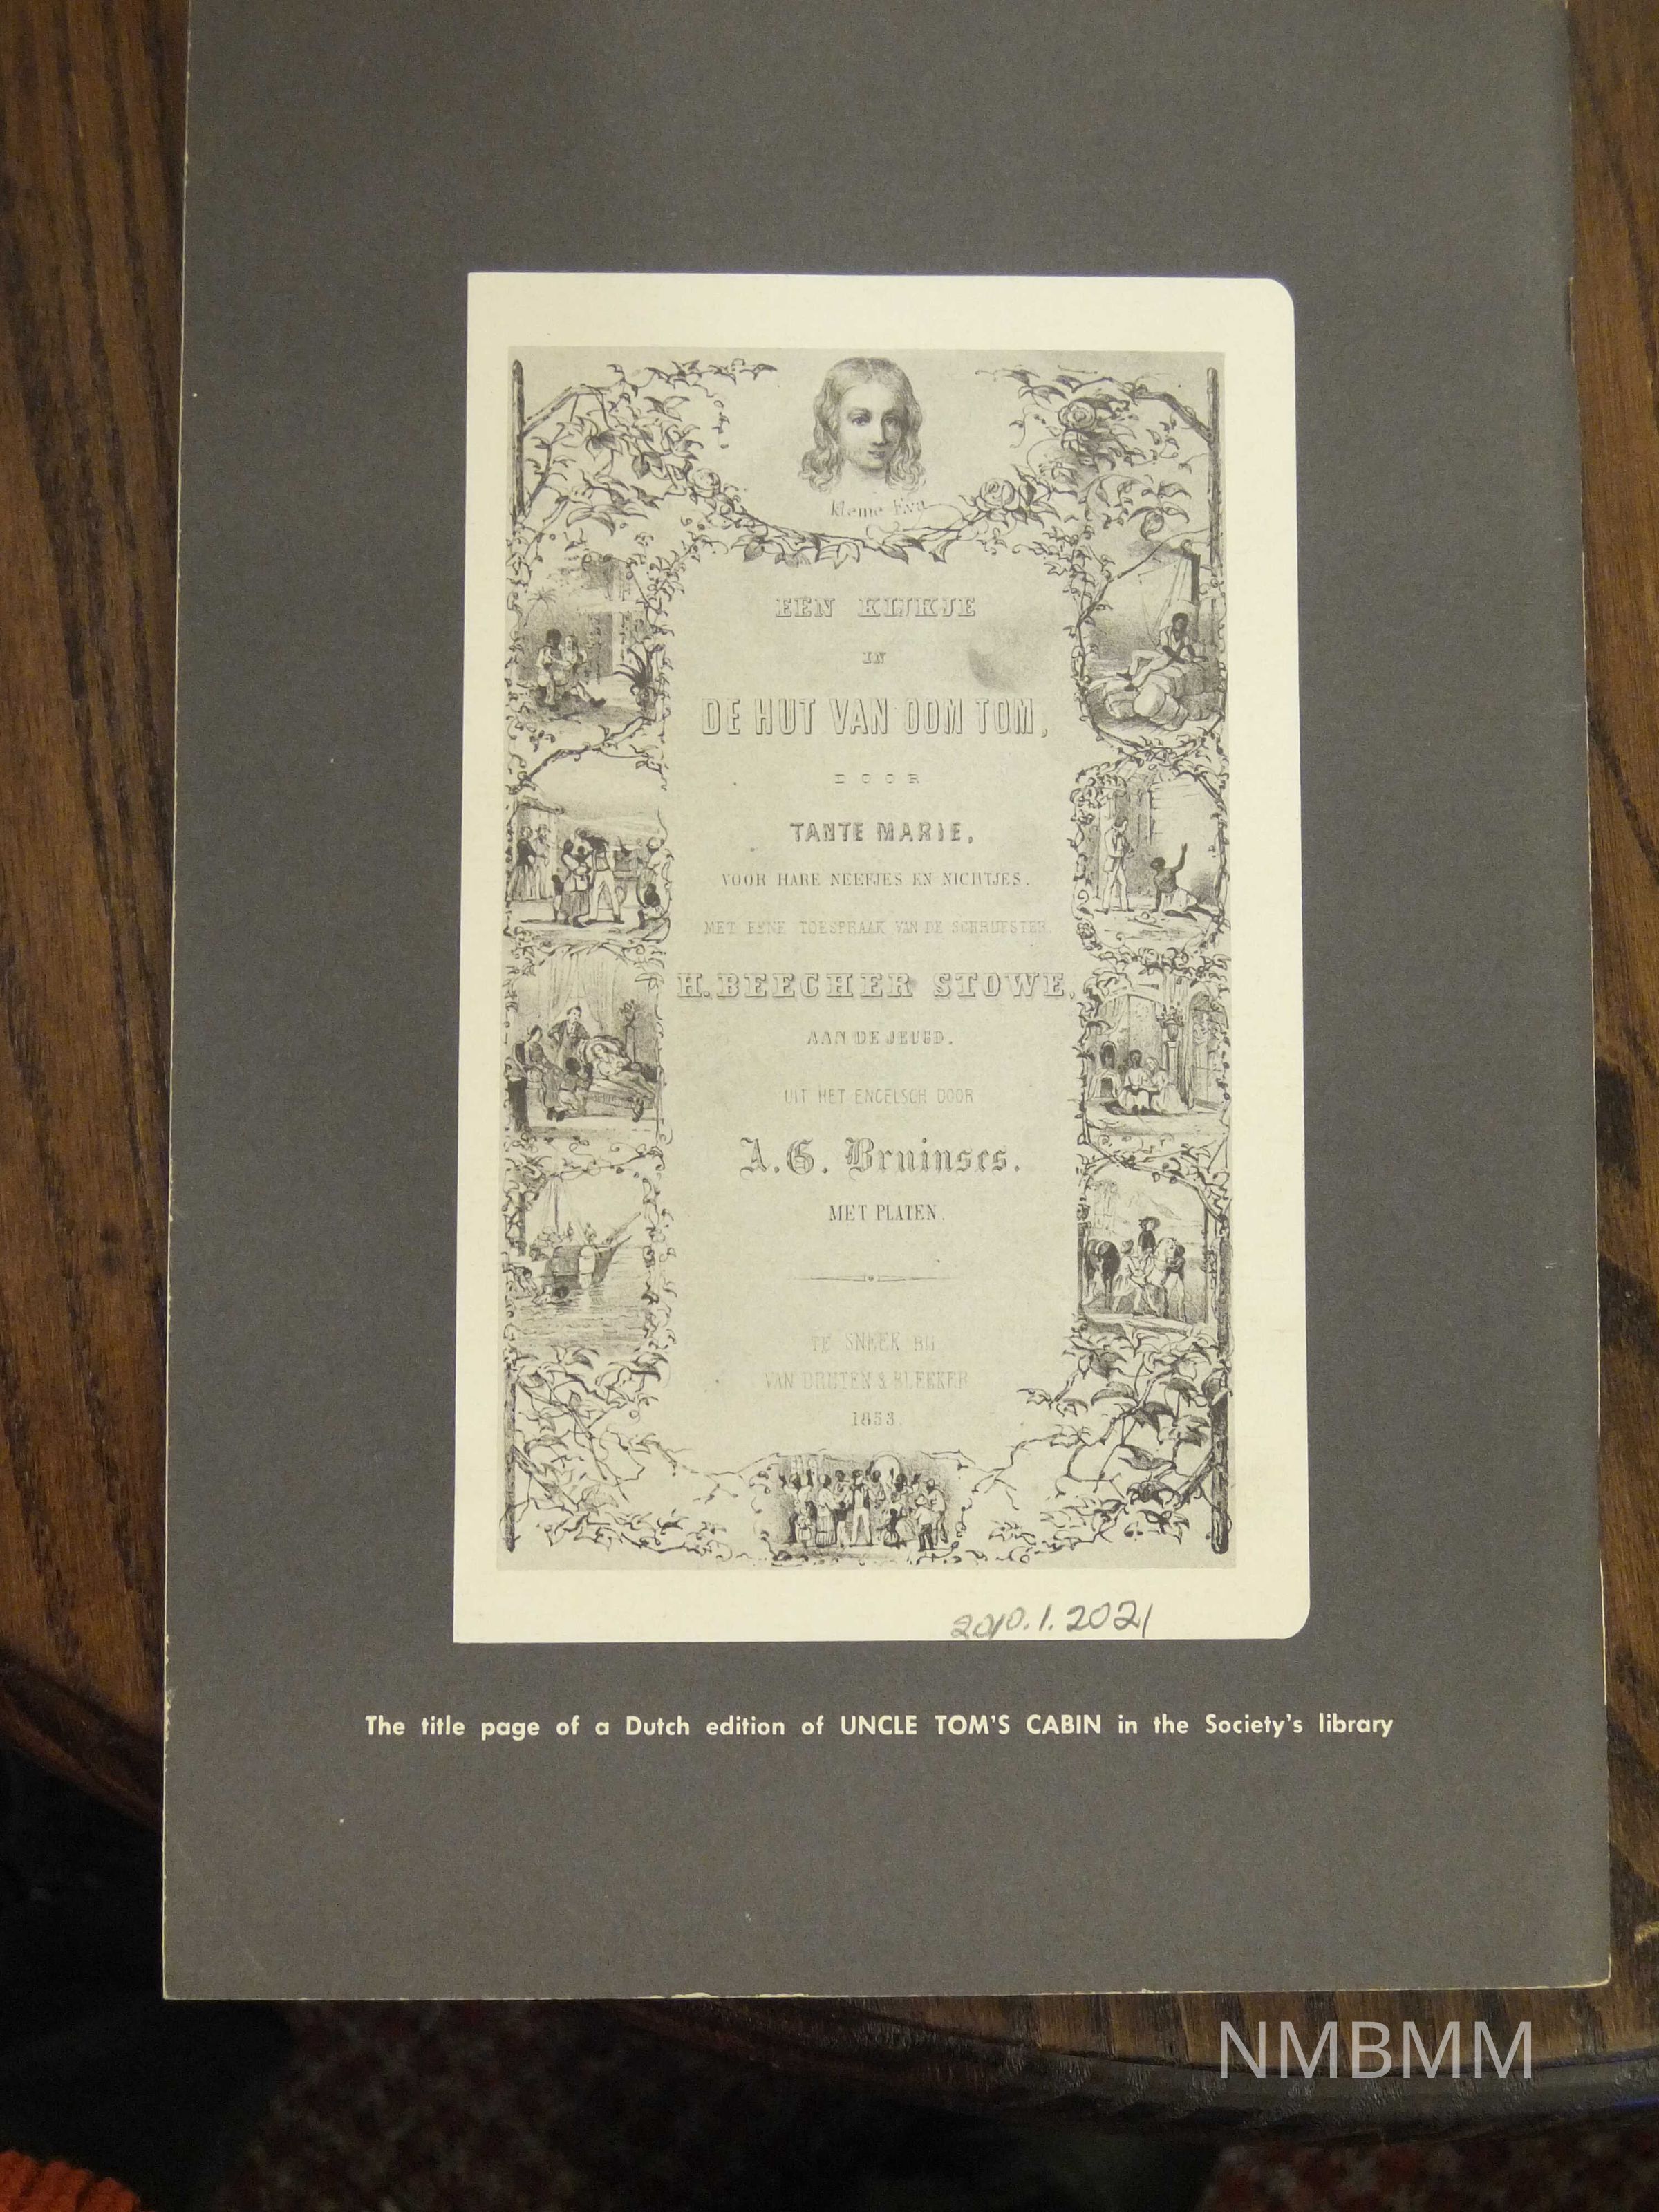 kleine Eva
EEN KIJKJE
IN
DE HUT VAN OOM TOM,
DOOR
TANTE MARIE,
VOOR HARE NEEFJES EN NICHTJES.
MET EENE TOESPRAAK VAN DE SCHRIJFSTER
H. BEECHER STOWE,
AAN DE JEUGD.
UIT HET ENGELSCH DOOR
A. G. Bruinses.
MET PLATEN.
TE SNEEK BIJ
VAN DRUTEN & BLEEKER
1853.
2010.1.2021
The title page of a Dutch edition of UNCLE TOM'S CABIN in the Society's library
NMBMM